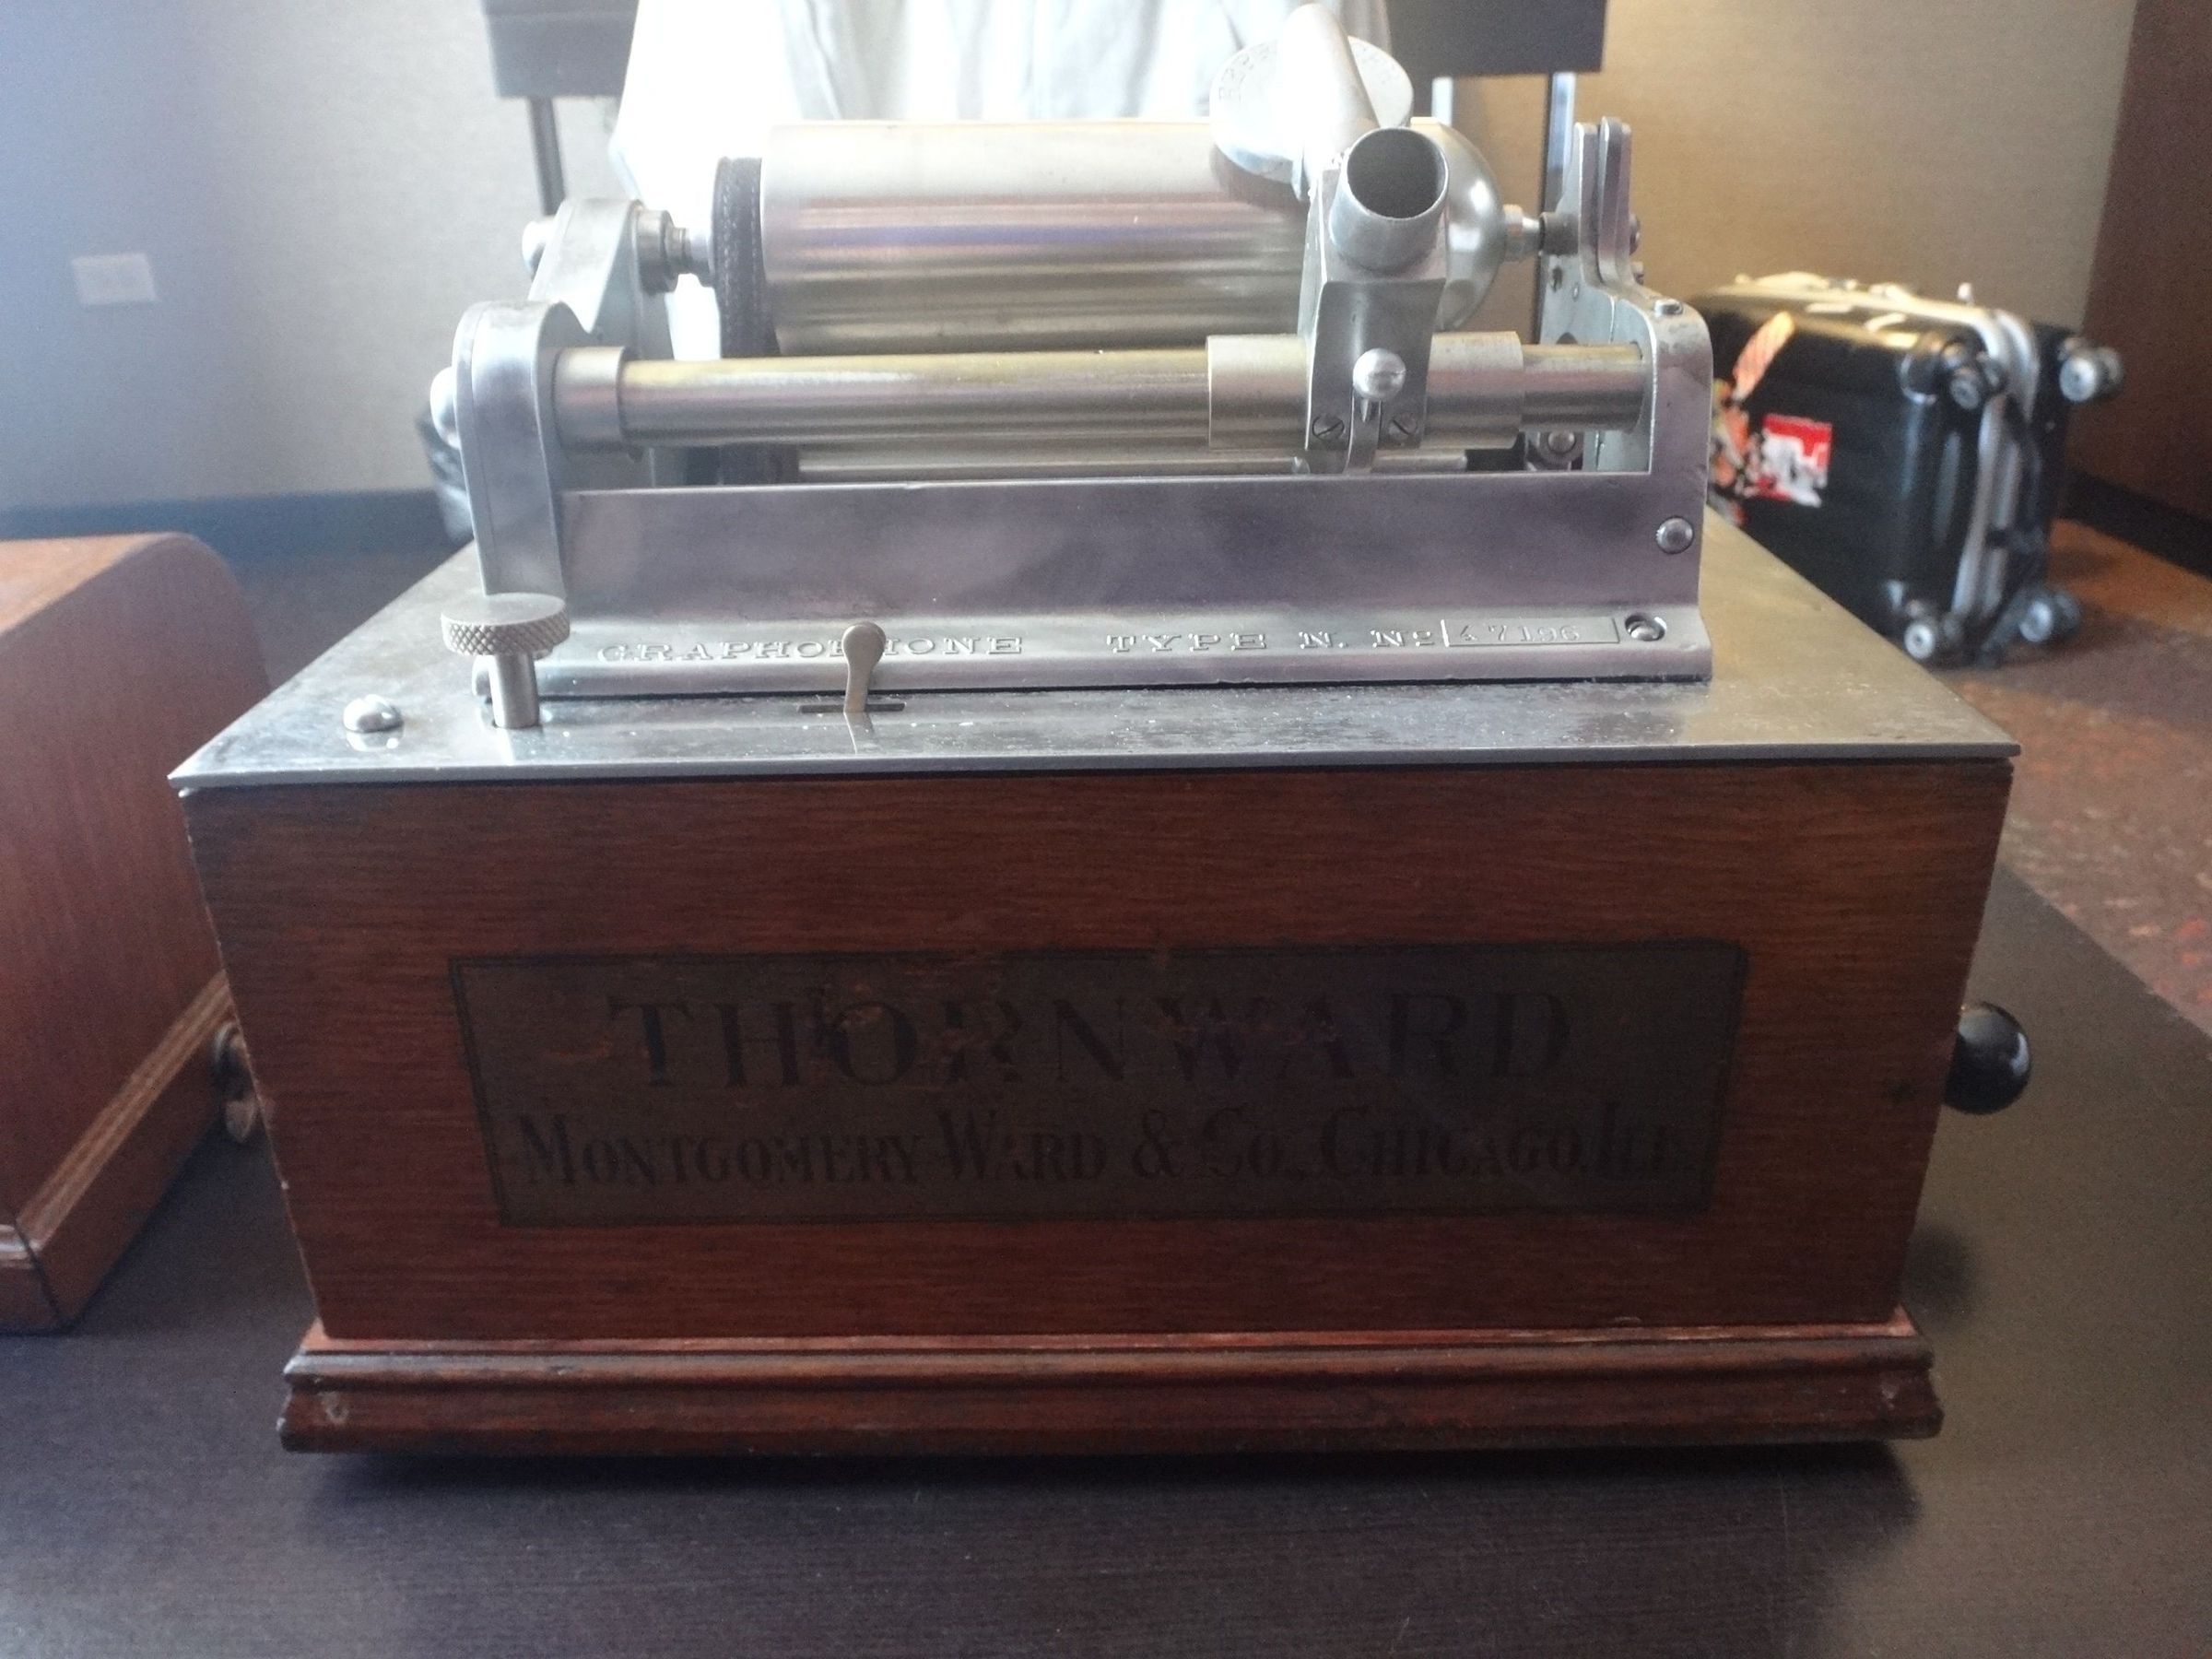 GRAPHOPHONE TYPE N. Nº 47196
THORNWARD
MONTGOMERY WARD & CO., CHICAGO, ILL.